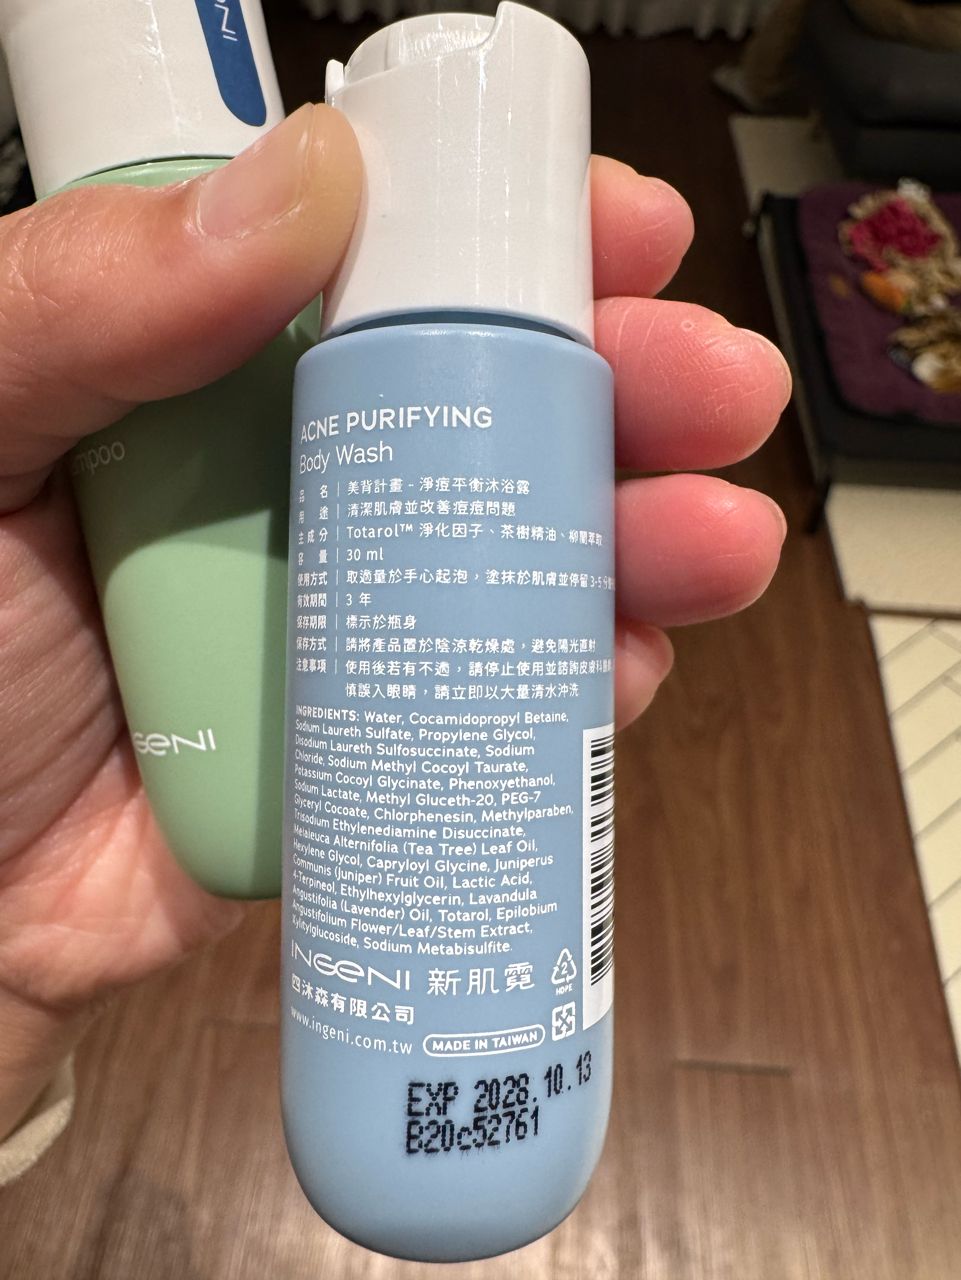 ACNE PURIFYING
Body Wash
品 名 | 美背計畫 - 淨痘平衡沐浴露
用 途 | 清潔肌膚並改善痘痘問題
主成分 | Totarol™ 淨化因子、茶樹精油、柳蘭萃取
容 量 | 30 ml
使用方式 | 取適量於手心起泡，塗抹於肌膚並停留 3-5 分
有效期間 | 3 年
保存期限 | 標示於瓶身
保存方式 | 請將產品置於陰涼乾燥處，避免陽光直射
注意事項 | 使用後若有不適，請停止使用並諮詢皮膚科
慎誤入眼睛，請立即以大量清水沖洗
INGREDIENTS: Water, Cocamidopropyl Betaine,
Sodium Laureth Sulfate, Propylene Glycol,
Disodium Laureth Sulfosuccinate, Sodium
Chloride, Sodium Methyl Cocoyl Taurate,
Potassium Cocoyl Glycinate, Phenoxyethanol,
Sodium Lactate, Methyl Gluceth-20, PEG-7
Glyceryl Cocoate, Chlorphenesin, Methylparaben,
Trisodium Ethylenediamine Disuccinate,
Melaleuca Alternifolia (Tea Tree) Leaf Oil,
Hexylene Glycol, Capryloyl Glycine, Juniperus
Communis (Juniper) Fruit Oil, Lactic Acid,
4-Terpineol, Ethylhexylglycerin, Lavandula
Angustifolia (Lavender) Oil, Totarol, Epilobium
Angustifolium Flower/Leaf/Stem Extract,
Xylitylglucoside, Sodium Metabisulfite.
INGENI 新肌霓
2
HDPE
四沐森有限公司
www.ingeni.com.tw
MADE IN TAIWAN
EXP 2028.10.13
B20c52761